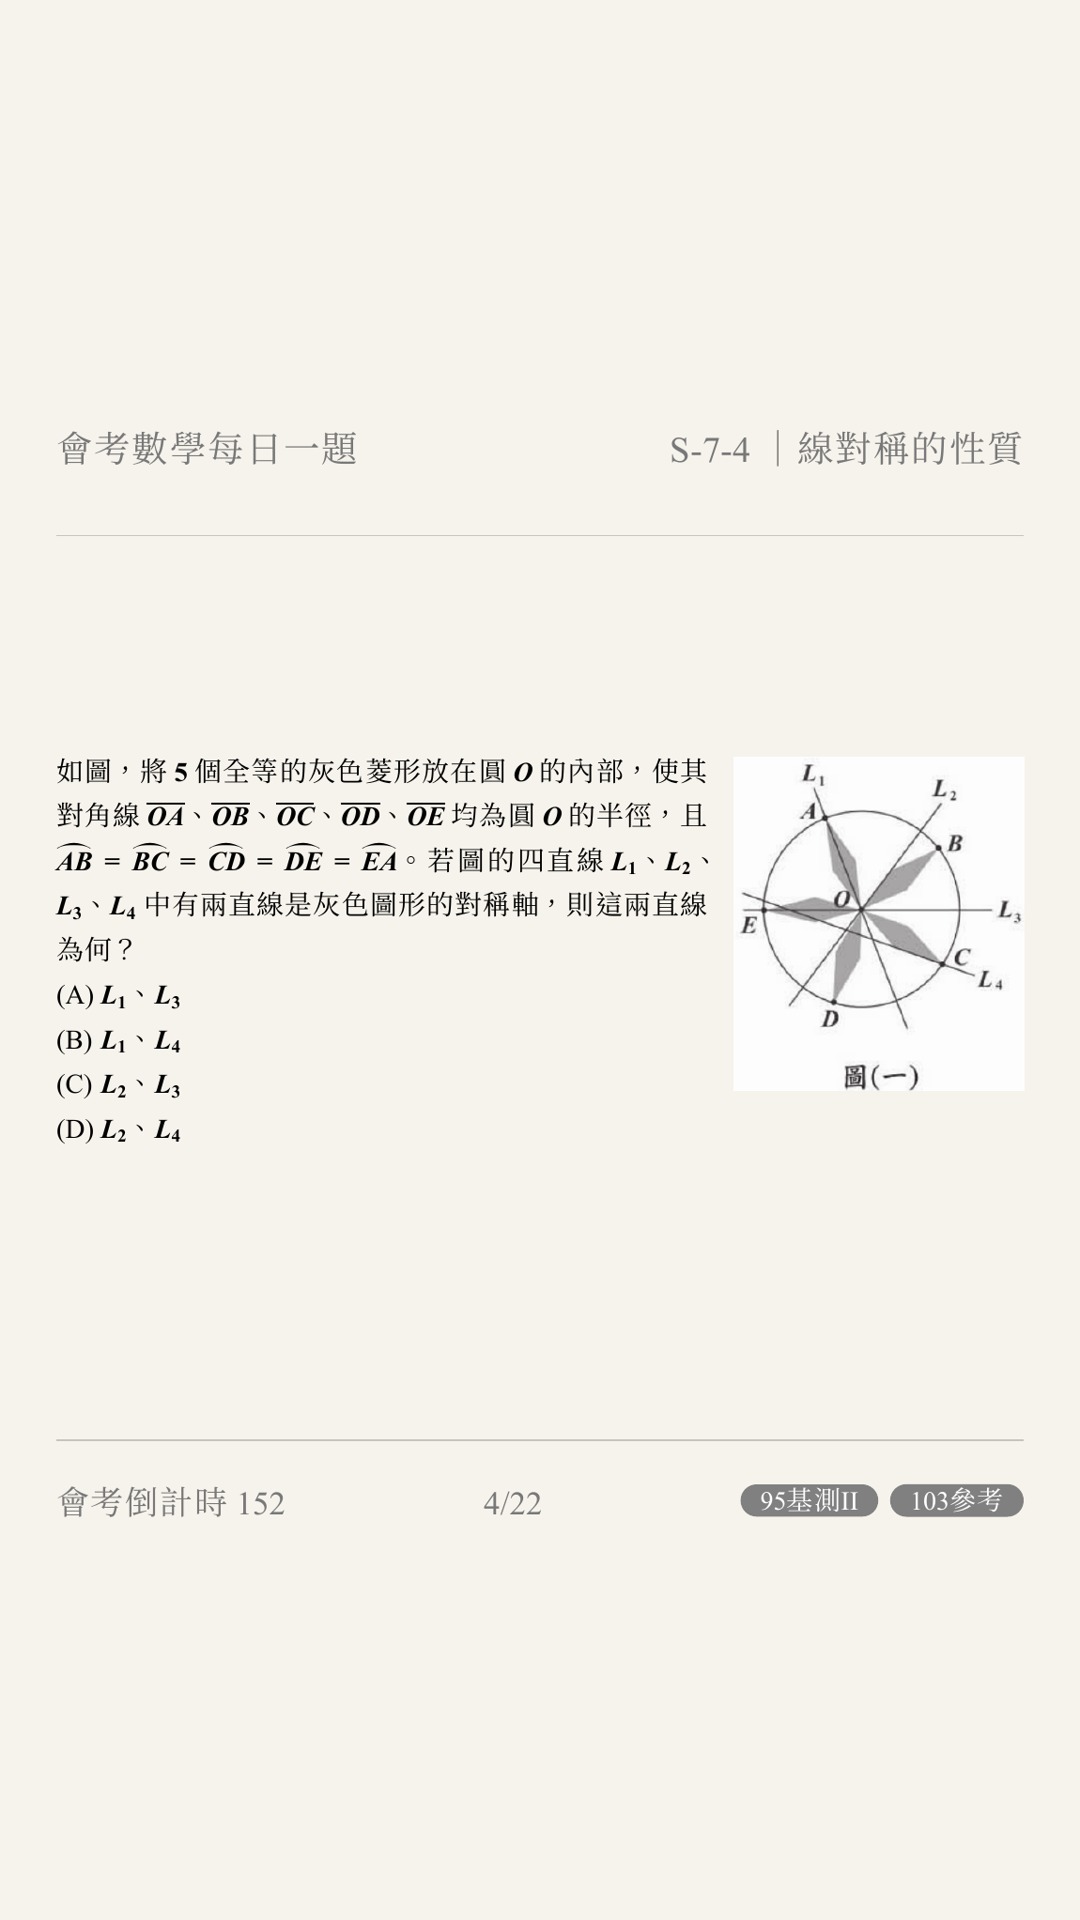 會考數學每日一題
S-7-4 | 線對稱的性質
如圖，將 5 個全等的灰色菱形放在圓 O 的內部，使其
對角線 OA、OB、OC、OD、OE 均為圓 O 的半徑，且
AB = BC = CD = DE = EA。若圖的四直線 L₁、L₂、
L₃、L₄ 中有兩直線是灰色圖形的對稱軸，則這兩直線
為何？
(A) L₁、L₃
(B) L₁、L₄
(C) L₂、L₃
(D) L₂、L₄
L₁
L₂
A
B
O
E
L₃
C
L₄
D
圖(一)
會考倒計時 152
4/22
95基測II
103參考